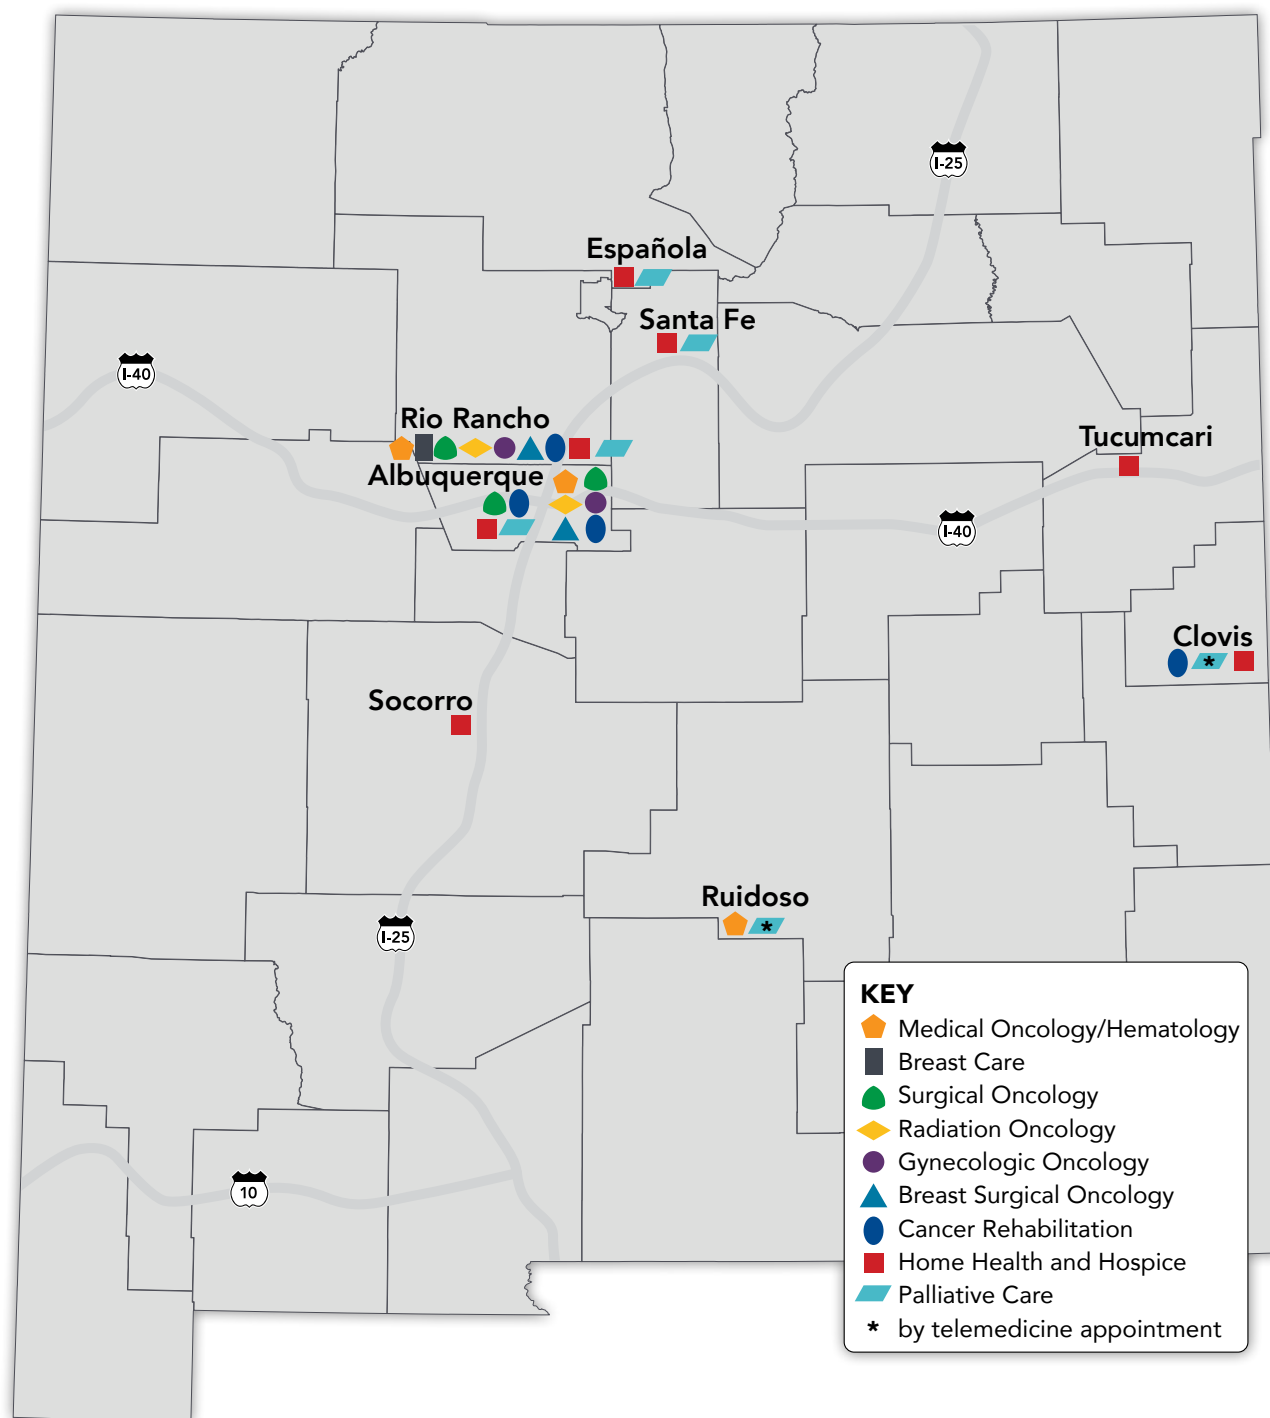 I-25
Española
Santa Fe
I-40
Rio Rancho
Tucumcari
Albuquerque
I-40
Clovis
*
Socorro
Ruidoso
*
I-25
KEY
Medical Oncology/Hematology
Breast Care
Surgical Oncology
Radiation Oncology
Gynecologic Oncology
Breast Surgical Oncology
Cancer Rehabilitation
Home Health and Hospice
Palliative Care
* by telemedicine appointment
10